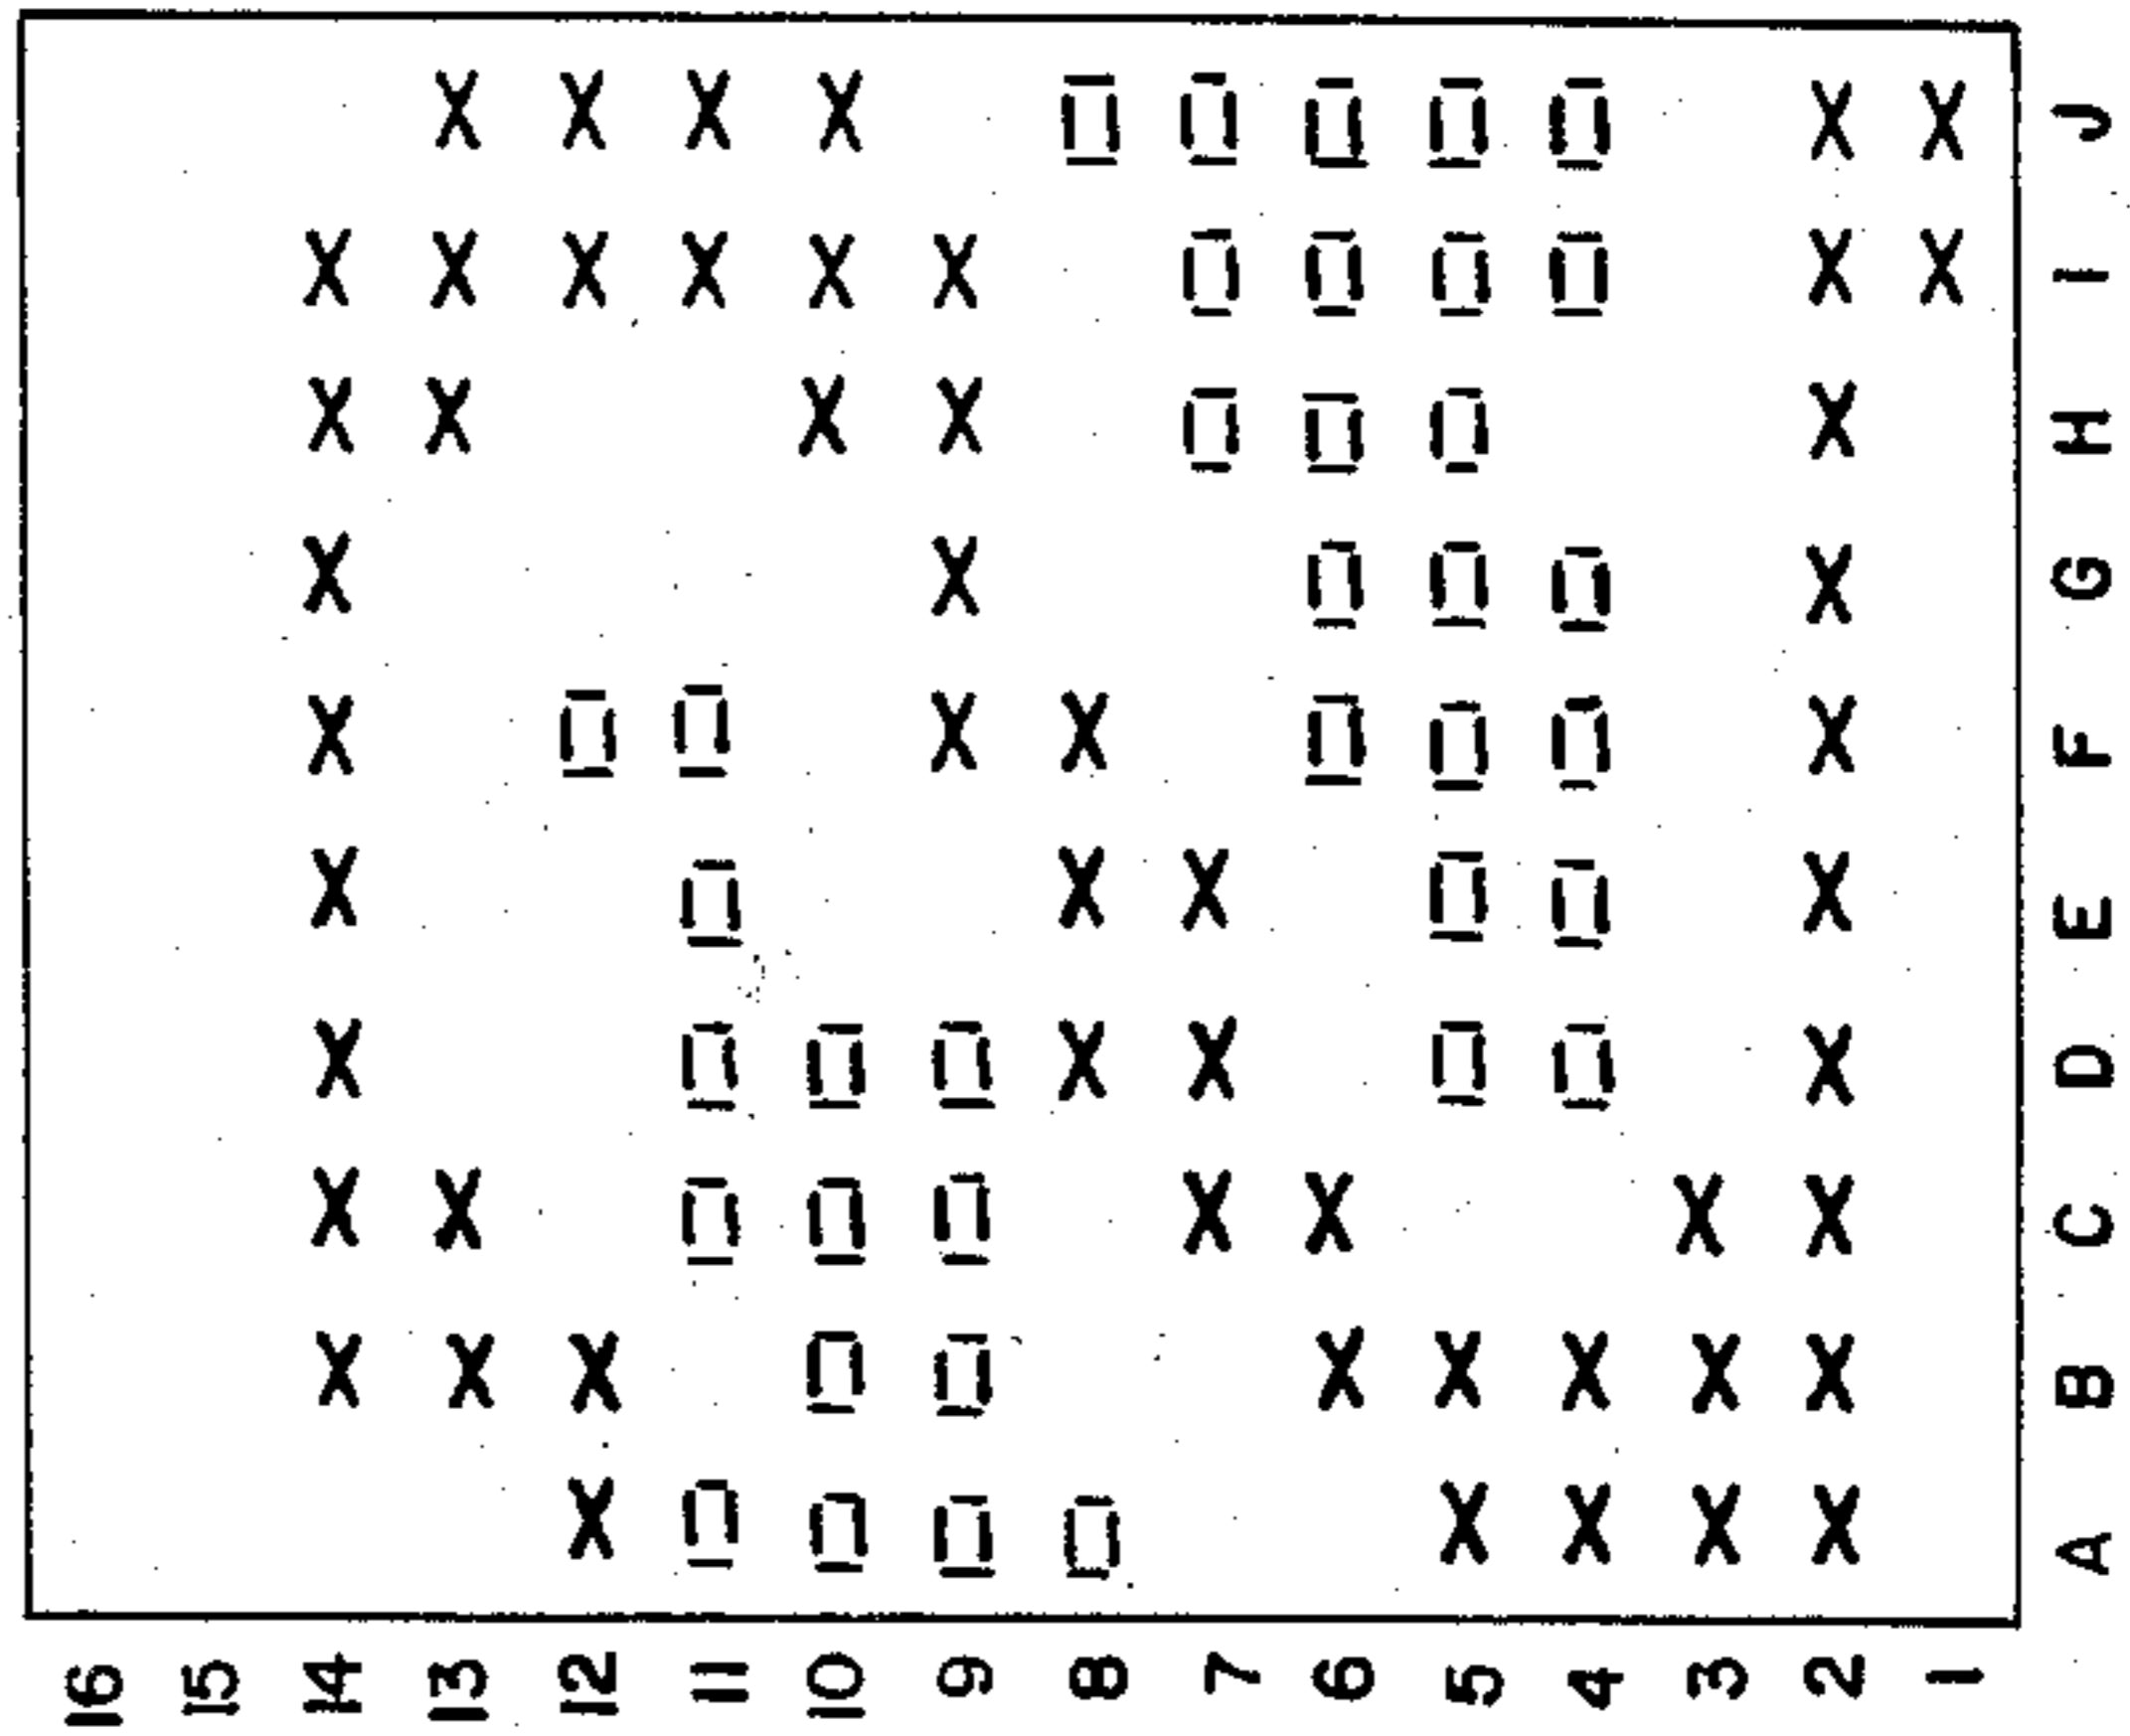 16
15
14 X X X X X X X X
13 X X X X X
12 X X 0 X X
11 0 0 0 0 0 X X
10 0 0 0 0 X X X
9 0 0 0 0 X X X X
8 0 X X X 0
7 X X X 0 0 0
6 X X 0 0 0 0 0
5 X X 0 0 0 0 0 0 0
4 X X 0 0 0 0 0 0
3 X X X
2 X X X X X X X X X X
1 X X
A B C D E F G H I J